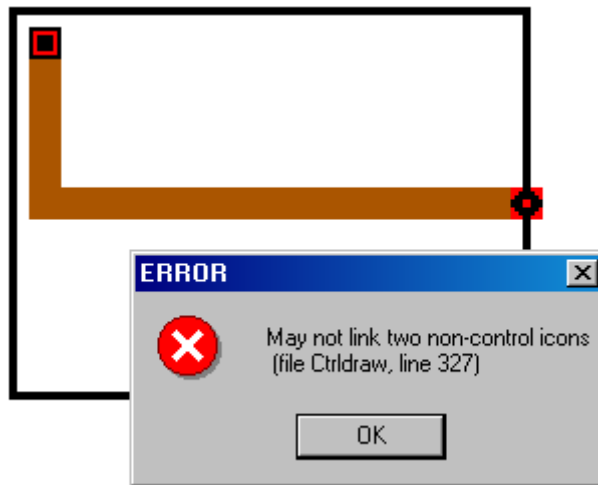 ERROR
May not link two non-control icons
(file Ctrldraw, line 327)
OK